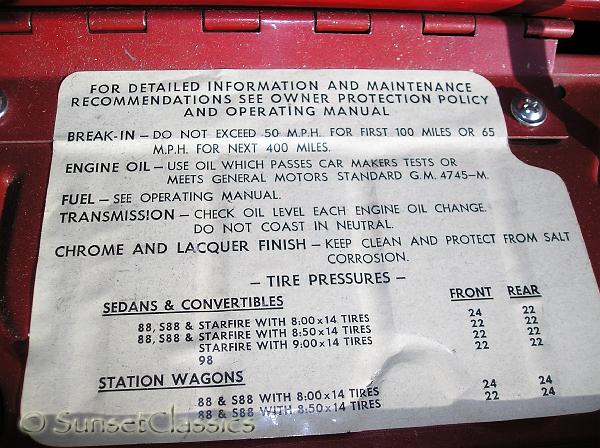 FOR DETAILED INFORMATION AND MAINTENANCE
RECOMMENDATIONS SEE OWNER PROTECTION POLICY
AND OPERATING MANUAL
BREAK-IN — DO NOT EXCEED 50 M.P.H. FOR FIRST 100 MILES OR 65
M.P.H. FOR NEXT 400 MILES.
ENGINE OIL — USE OIL WHICH PASSES CAR MAKERS TESTS OR
MEETS GENERAL MOTORS STANDARD G.M. 4745-M.
FUEL — SEE OPERATING MANUAL.
TRANSMISSION — CHECK OIL LEVEL EACH ENGINE OIL CHANGE.
DO NOT COAST IN NEUTRAL.
CHROME AND LACQUER FINISH — KEEP CLEAN AND PROTECT FROM SALT
CORROSION.
— TIRE PRESSURES —
SEDANS & CONVERTIBLES FRONT REAR
88, S88 & STARFIRE WITH 8:00x14 TIRES 24 22
88, S88 & STARFIRE WITH 8:50x14 TIRES 22 22
STARFIRE WITH 9:00x14 TIRES 22 22
98 22 22
STATION WAGONS
88 & S88 WITH 8:00x14 TIRES 24 24
88 & S88 WITH 8:50x14 TIRES 22 24
© SunsetClassics